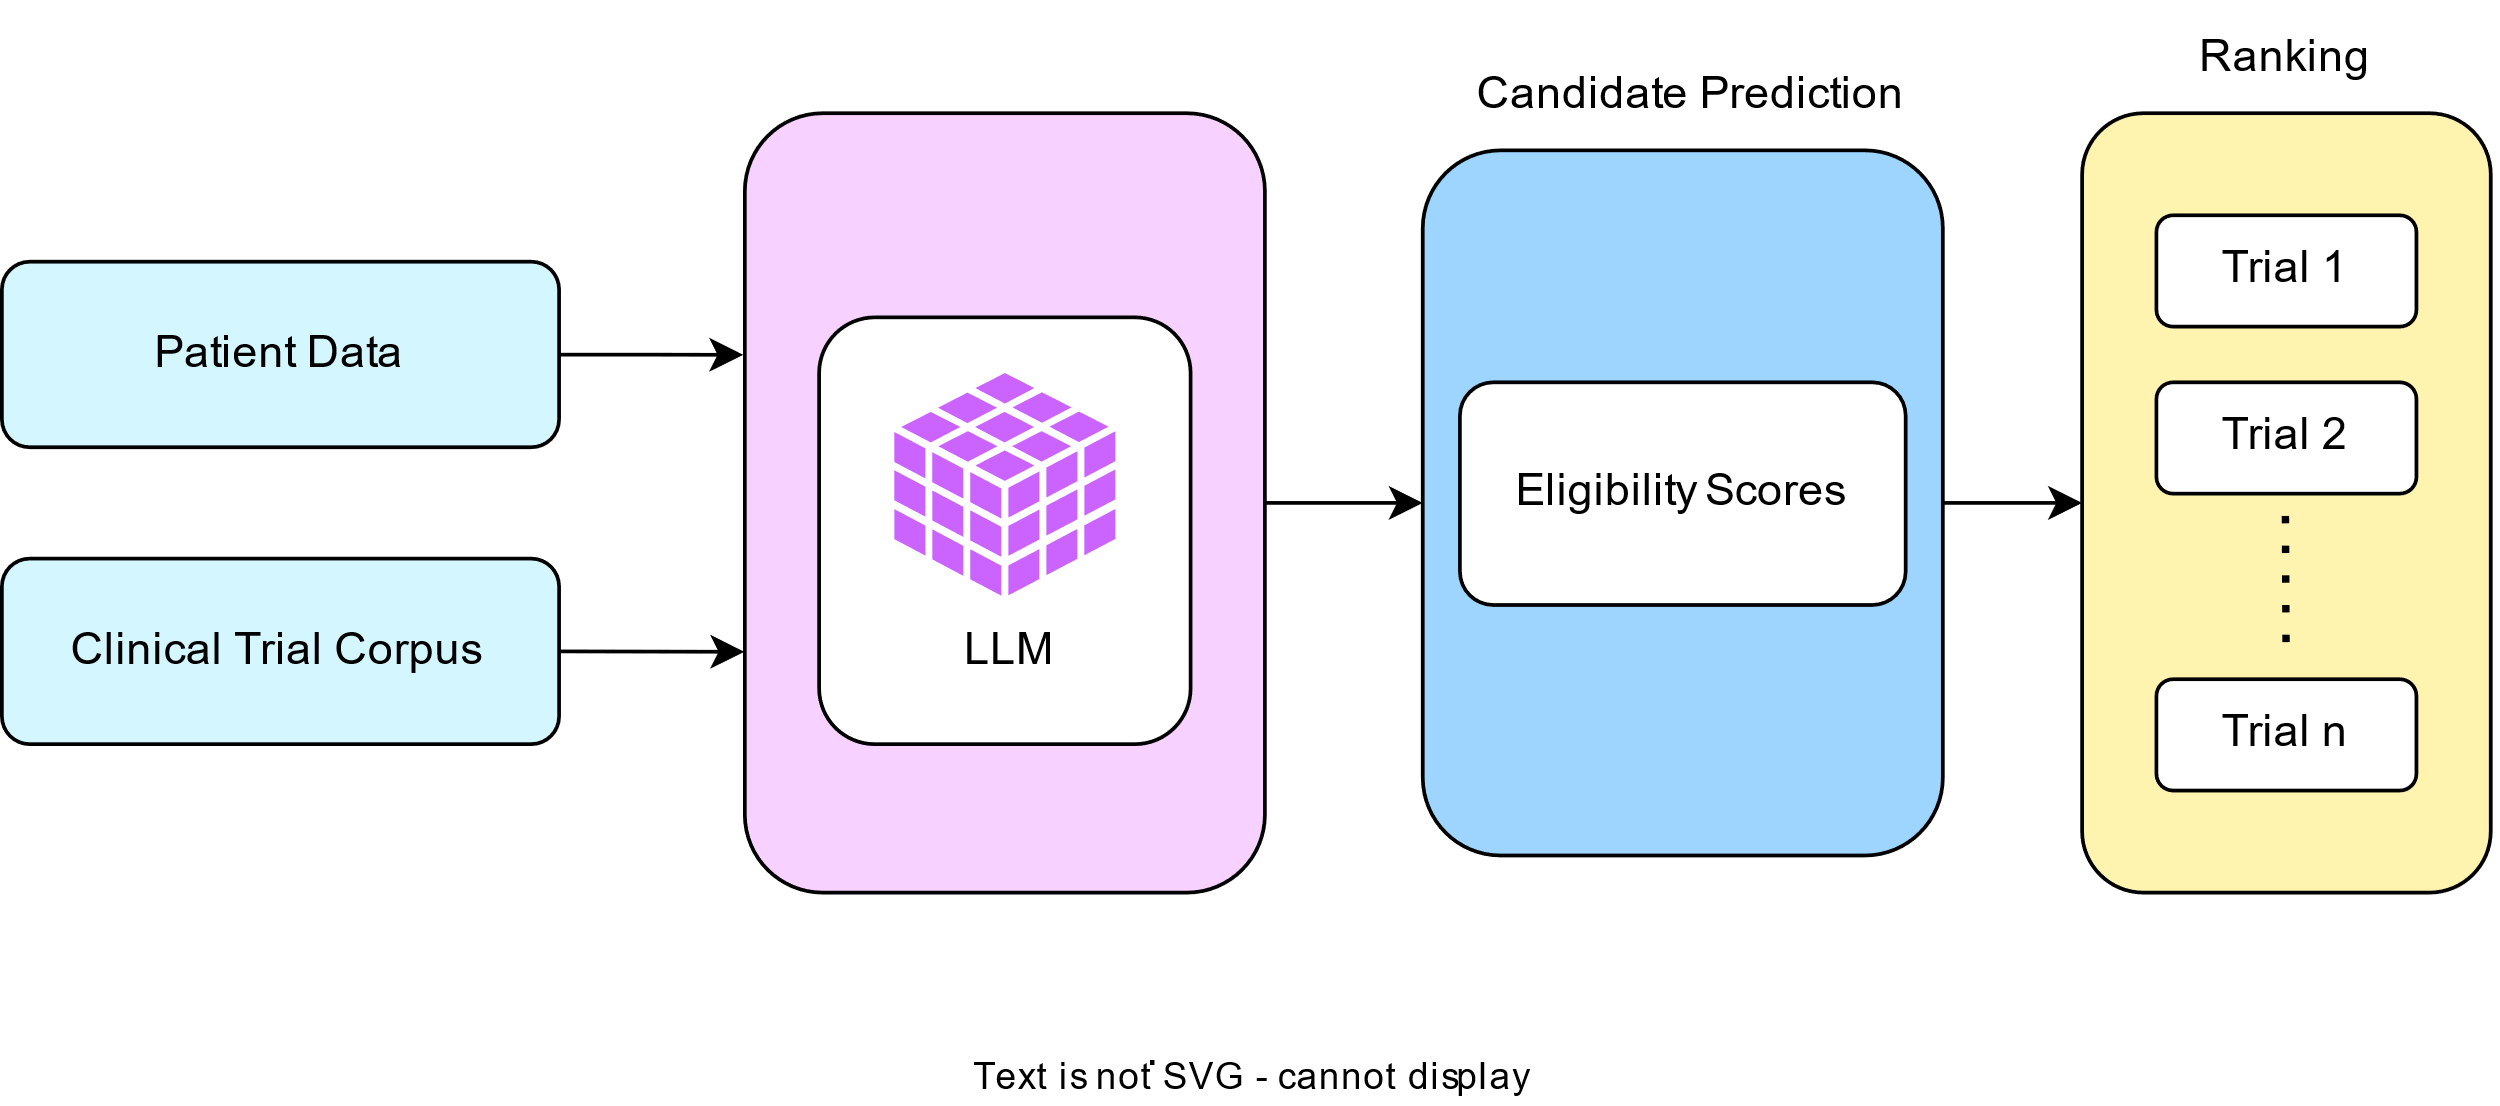 Patient Data
Clinical Trial Corpus
LLM
Candidate Prediction
Eligibility Scores
Ranking
Trial 1
Trial 2
Trial n
Text is not SVG - cannot display